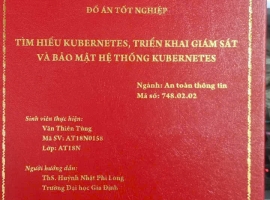 ĐỒ ÁN TỐT NGHIỆP
TÌM HIỂU KUBERNETES, TRIỂN KHAI GIÁM SÁT
VÀ BẢO MẬT HỆ THỐNG KUBERNETES
Ngành: An toàn thông tin
Mã số: 748.02.02
Sinh viên thực hiện:
Văn Thiên Tùng
Mã SV: AT18N0158
Lớp: AT18N
Người hướng dẫn:
ThS. Huỳnh Nhật Phi Long
Trường Đại học Gia Định